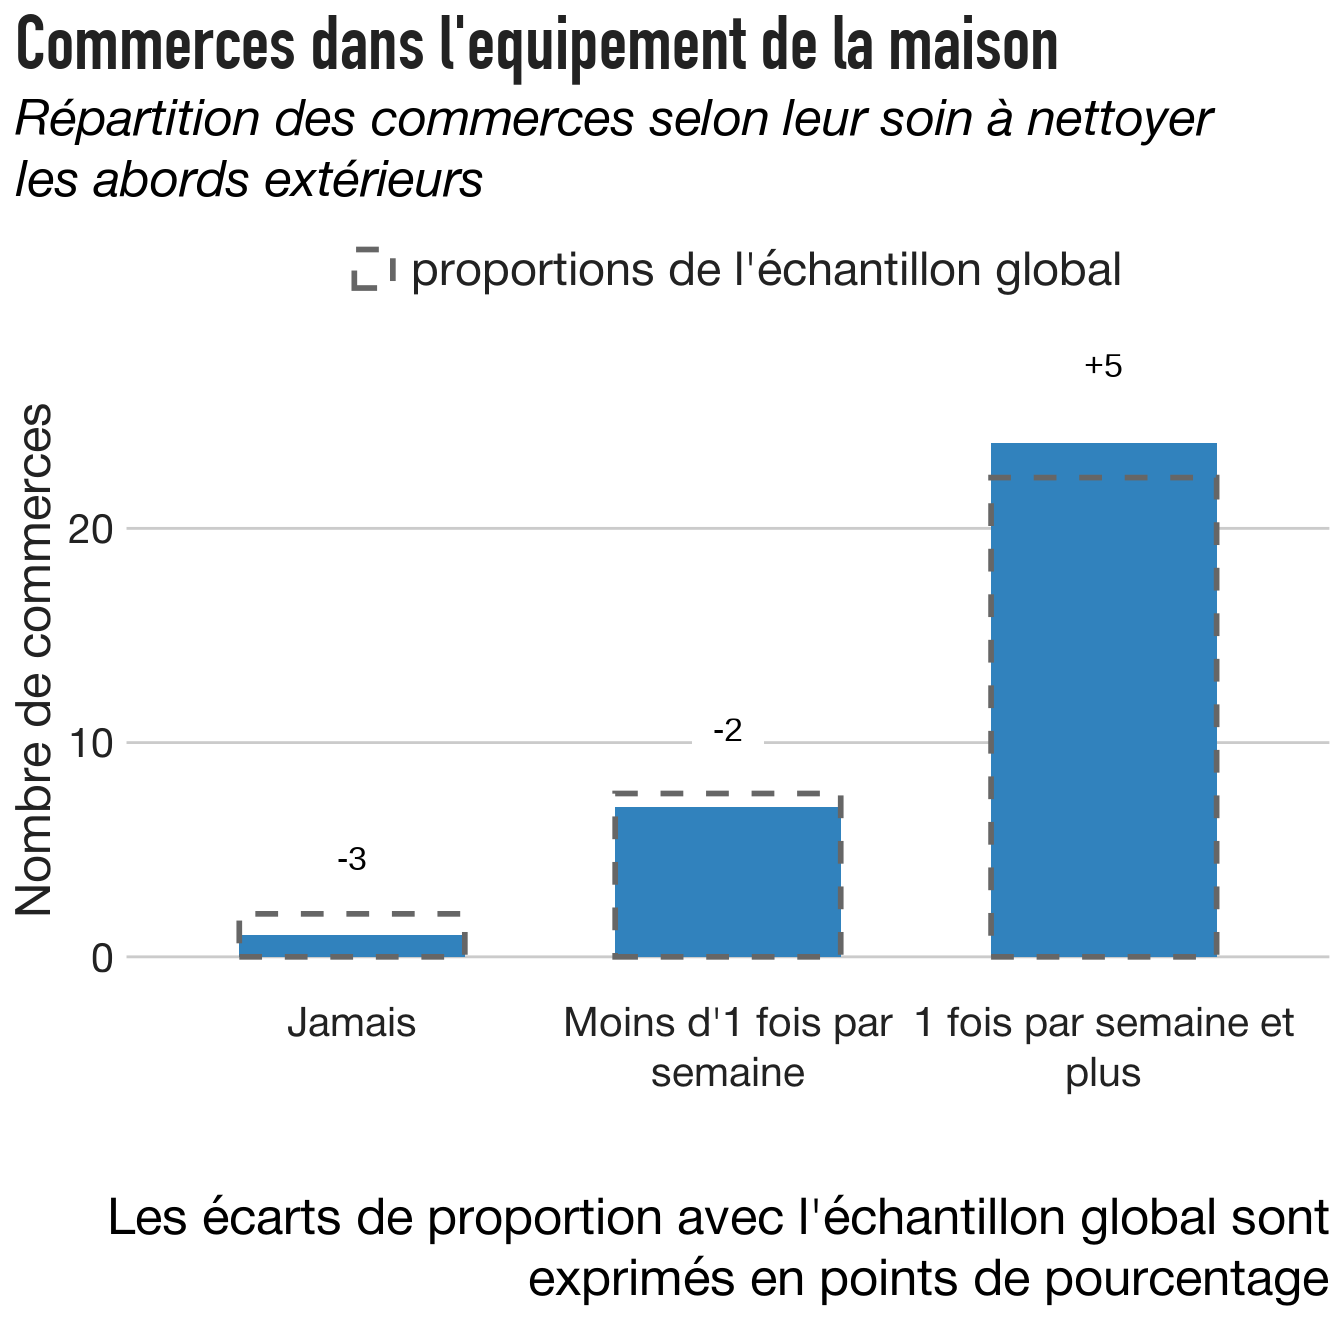 Commerces dans l'equipement de la maison
Répartition des commerces selon leur soin à nettoyer
les abords extérieurs
proportions de l'échantillon global
Nombre de commerces
+5
20
-2
10
-3
0
Jamais
Moins d'1 fois par
semaine
1 fois par semaine et
plus
Les écarts de proportion avec l'échantillon global sont
exprimés en points de pourcentage